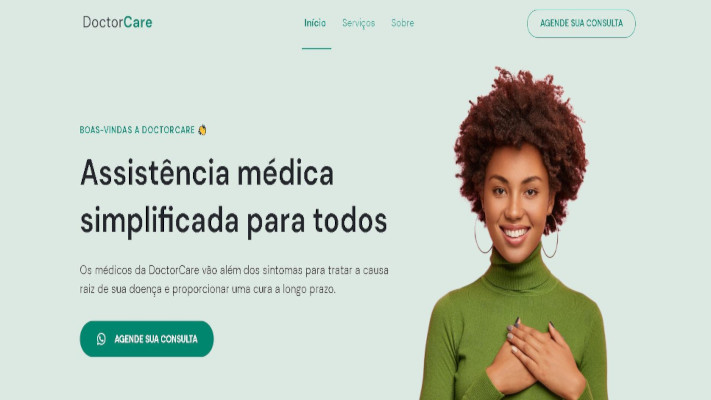 DoctorCare
Início Serviços Sobre
AGENDE SUA CONSULTA
BOAS-VINDAS A DOCTORCARE 👋
Assistência médica
simplificada para todos
Os médicos da DoctorCare vão além dos sintomas para tratar a causa
raiz de sua doença e proporcionar uma cura a longo prazo.
AGENDE SUA CONSULTA